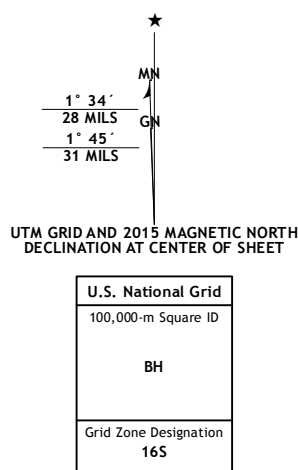 MN
1° 34´
28 MILS
GN
1° 45´
31 MILS
UTM GRID AND 2015 MAGNETIC NORTH
DECLINATION AT CENTER OF SHEET
U.S. National Grid
100,000-m Square ID
BH
Grid Zone Designation
16S